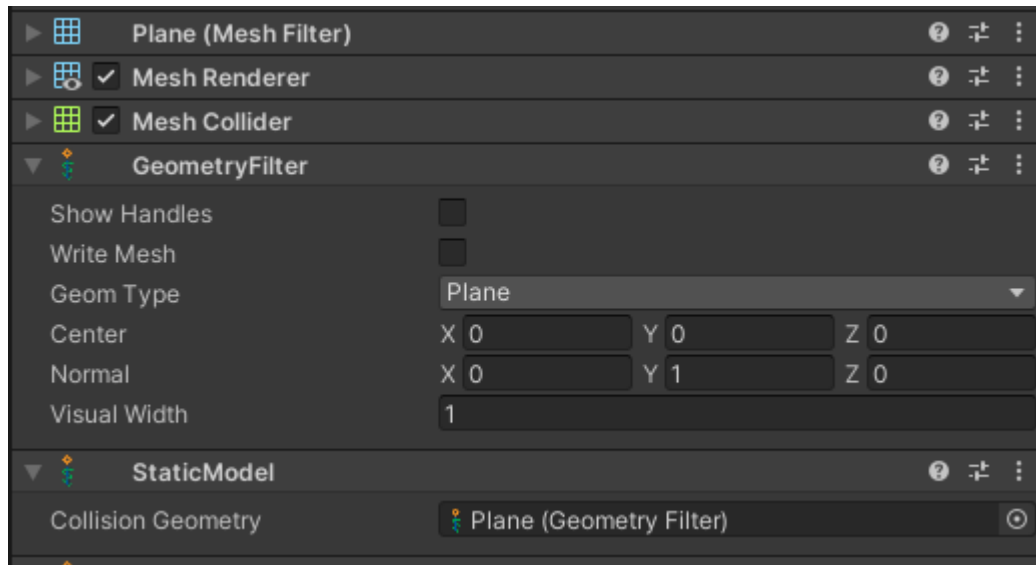 Plane (Mesh Filter)
Mesh Renderer
Mesh Collider
GeometryFilter
Show Handles
Write Mesh
Geom Type Plane
Center X 0 Y 0 Z 0
Normal X 0 Y 1 Z 0
Visual Width 1
StaticModel
Collision Geometry Plane (Geometry Filter)